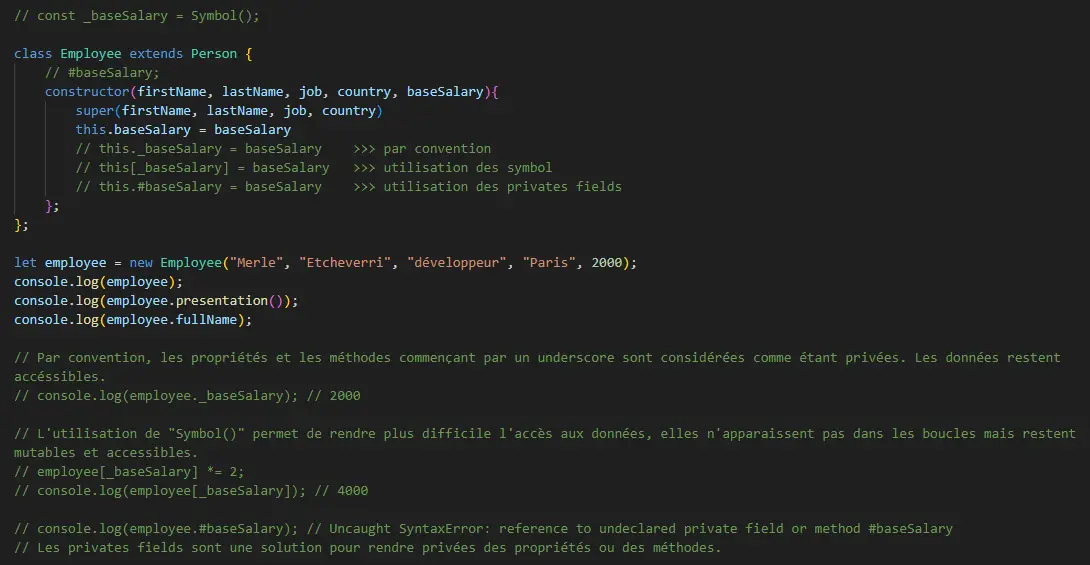 // const _baseSalary = Symbol();
class Employee extends Person {
// #baseSalary;
constructor(firstName, lastName, job, country, baseSalary){
super(firstName, lastName, job, country)
this.baseSalary = baseSalary
// this._baseSalary = baseSalary    >>> par convention
// this[_baseSalary] = baseSalary   >>> utilisation des symbol
// this.#baseSalary = baseSalary    >>> utilisation des privates fields
};
};
let employee = new Employee("Merle", "Etcheverri", "développeur", "Paris", 2000);
console.log(employee);
console.log(employee.presentation());
console.log(employee.fullName);
// Par convention, les propriétés et les méthodes commençant par un underscore sont considérées comme étant privées. Les données restent
accéssibles.
// console.log(employee._baseSalary); // 2000
// L'utilisation de "Symbol()" permet de rendre plus difficile l'accès aux données, elles n'apparaissent pas dans les boucles mais restent
mutables et accessibles.
// employee[_baseSalary] *= 2;
// console.log(employee[_baseSalary]); // 4000
// console.log(employee.#baseSalary); // Uncaught SyntaxError: reference to undeclared private field or method #baseSalary
// Les privates fields sont une solution pour rendre privées des propriétés ou des méthodes.